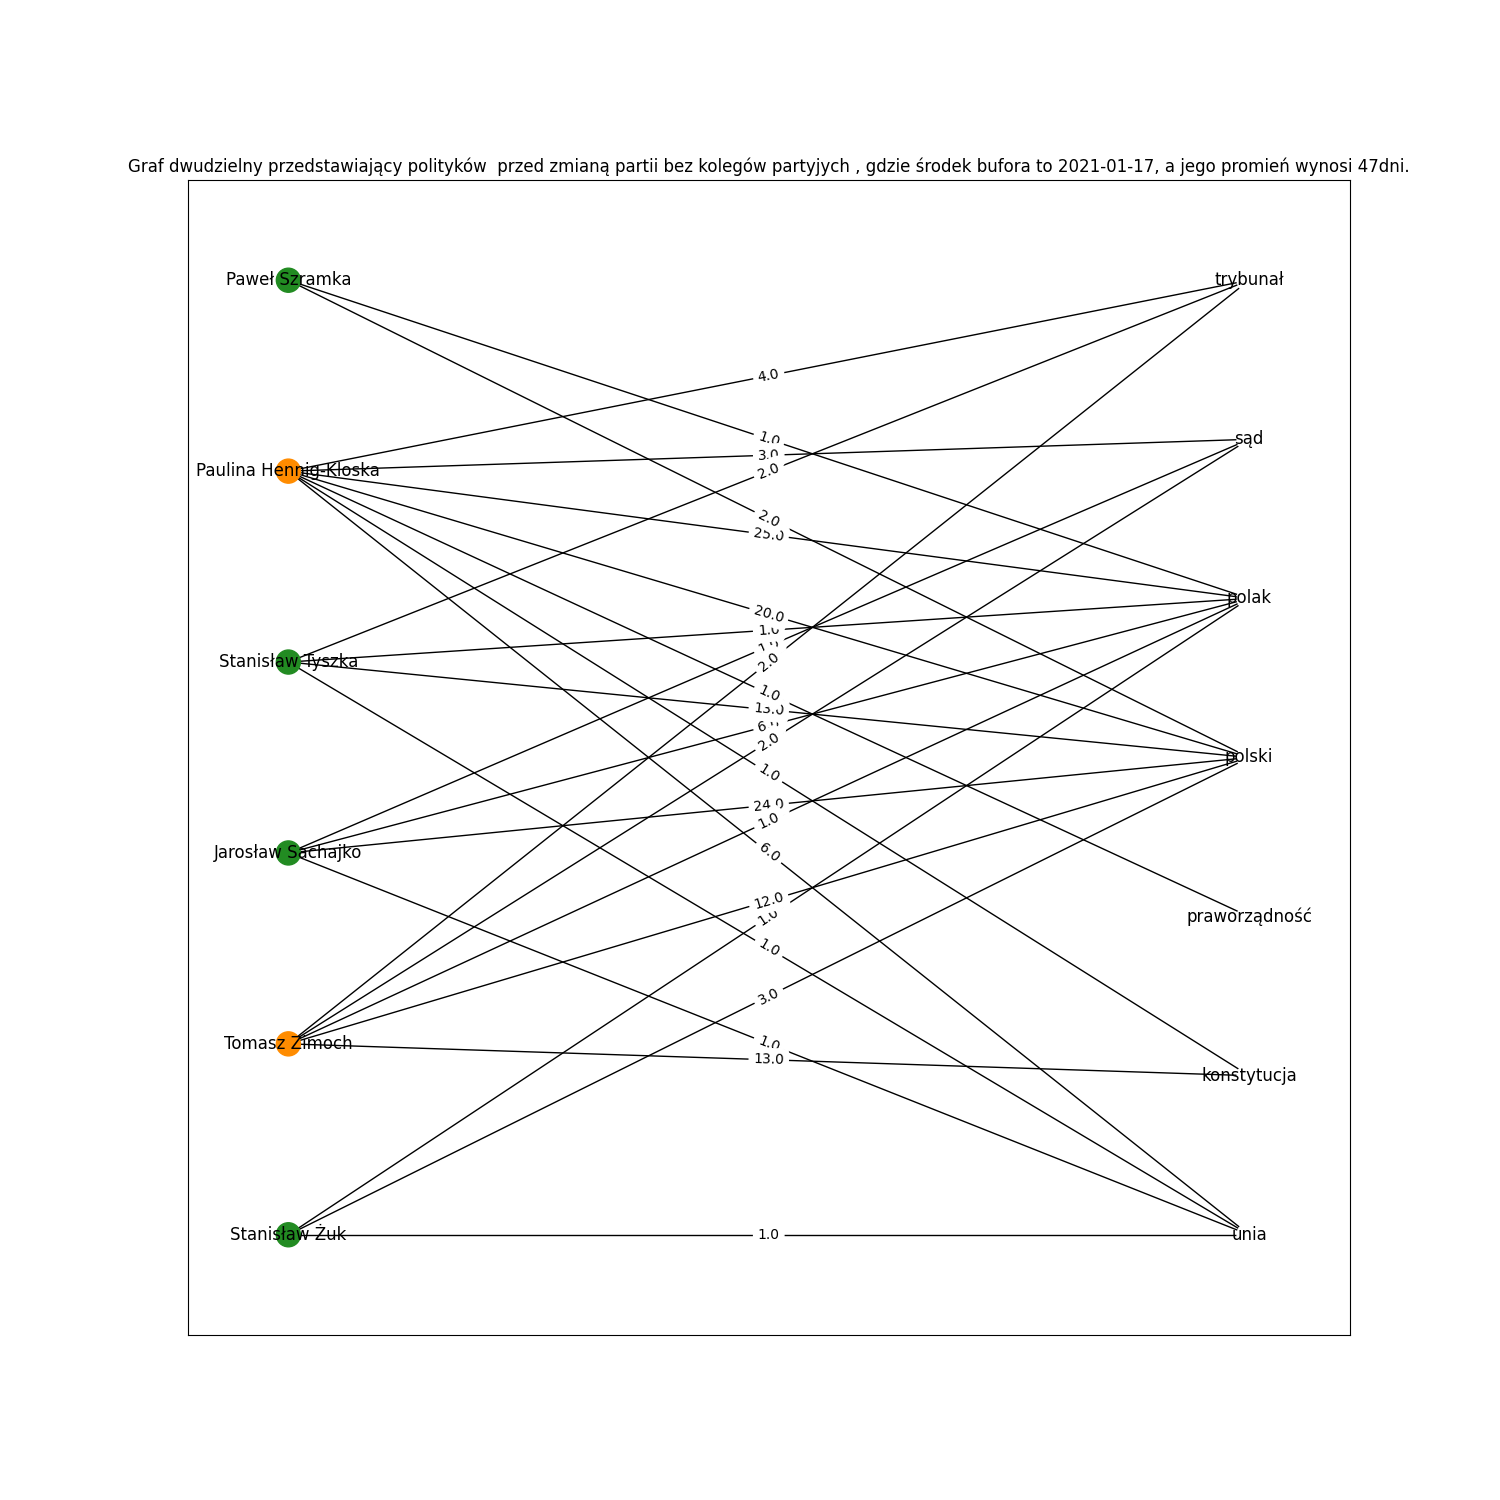 Graf dwudzielny przedstawiający polityków  przed zmianą partii bez kolegów partyjych , gdzie środek bufora to 2021-01-17, a jego promień wynosi 47dni.
Paweł Szramka
trybunał
4.0
1.0
sąd
3.0
Paulina Hennig-Kloska
2.0
2.0
25.0
polak
20.0
1.0
1.0
Stanisław Tyszka
2.0
1.0
13.0
6.0
2.0
polski
1.0
24.0
1.0
Jarosław Sachajko
6.0
12.0
1.0
praworządność
1.0
3.0
1.0
Tomasz Zimoch
13.0
konstytucja
Stanisław Żuk
1.0
unia